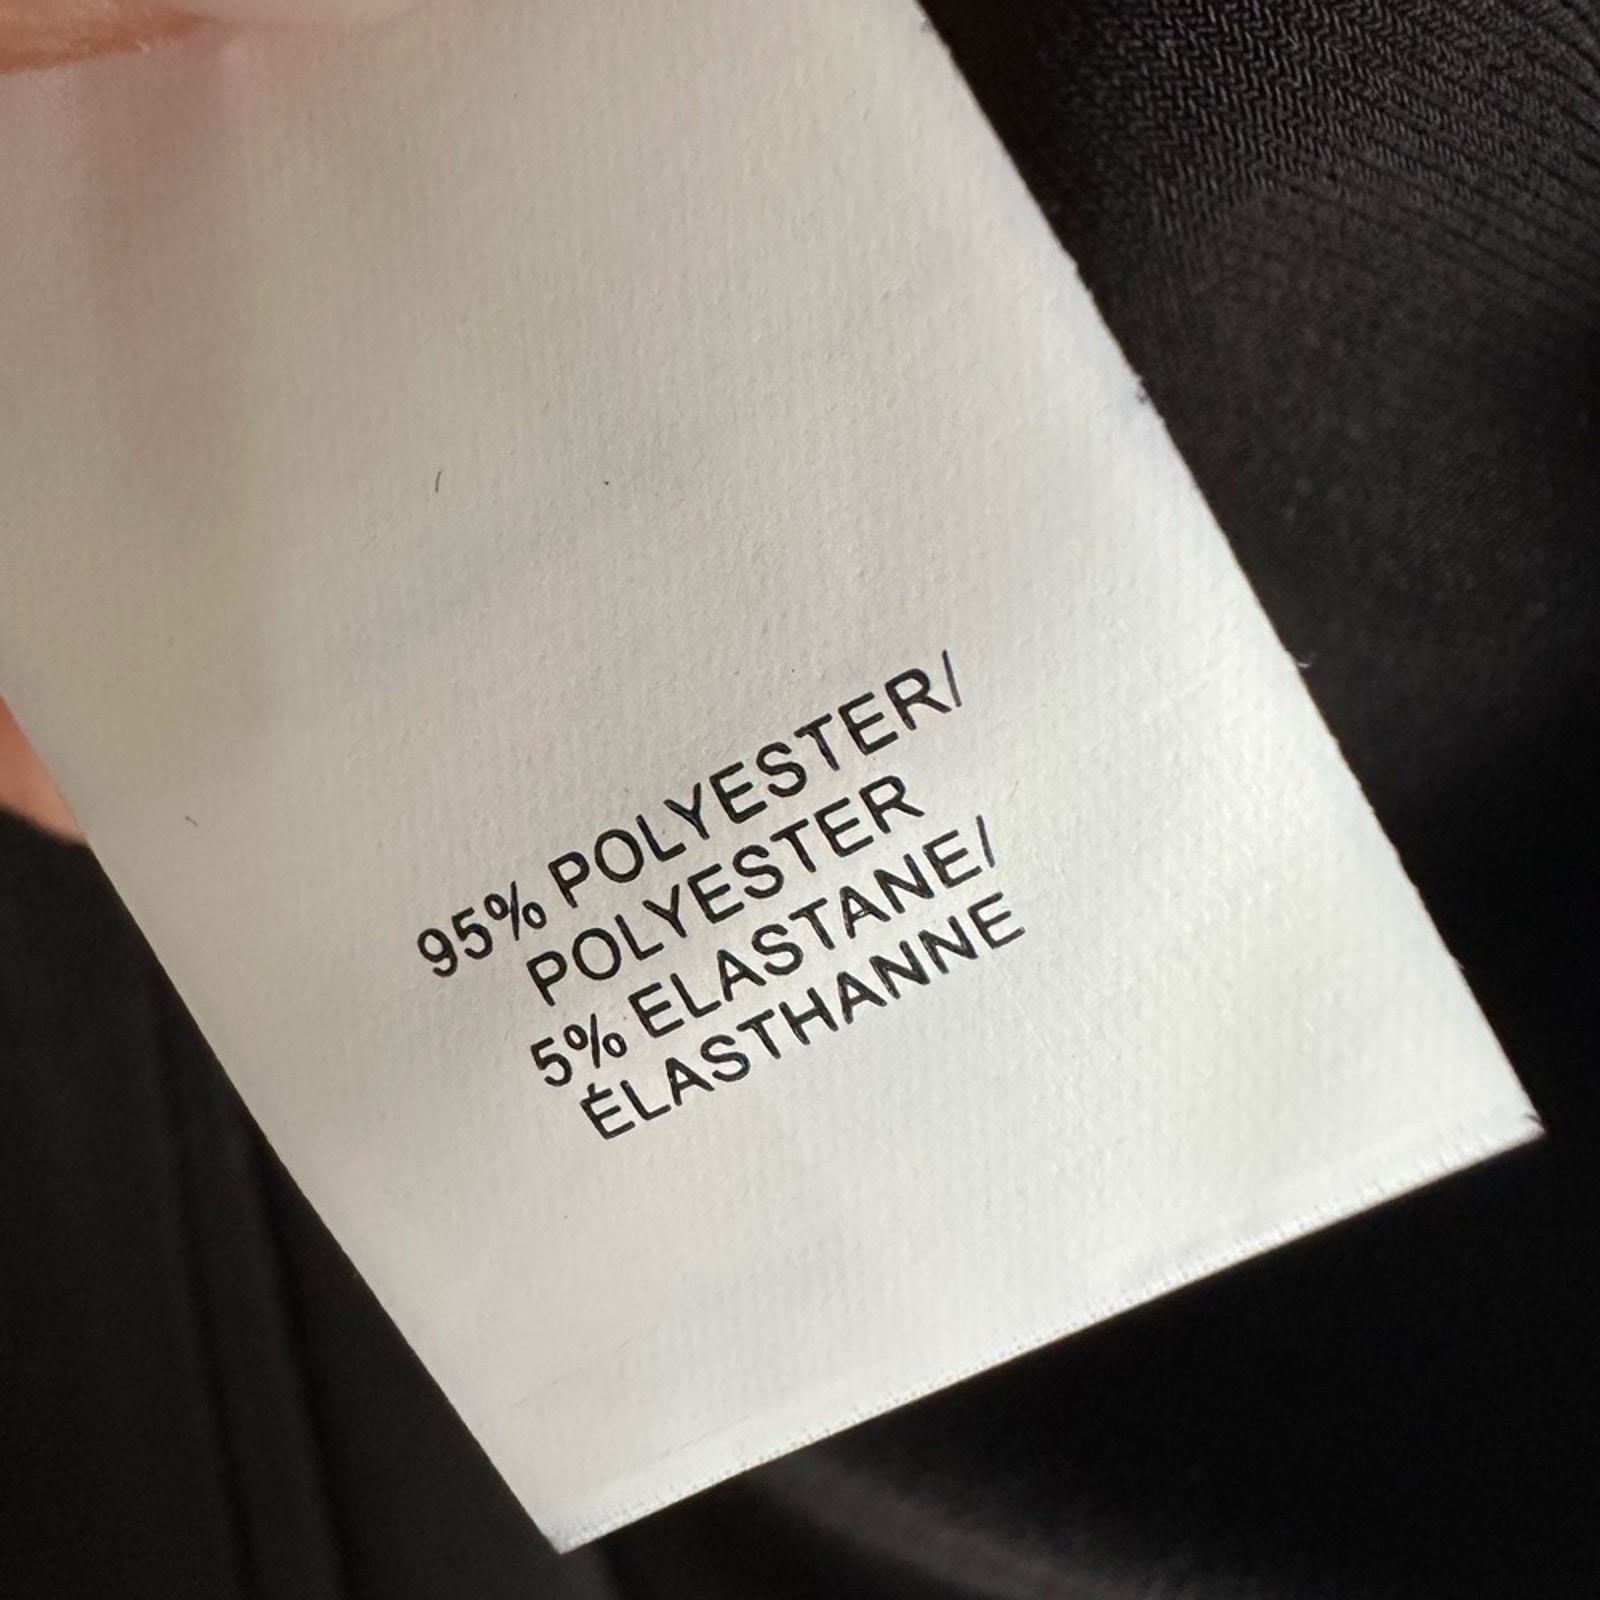 95% POLYESTER/
POLYESTER
5% ELASTANE/
ÉLASTHANNE